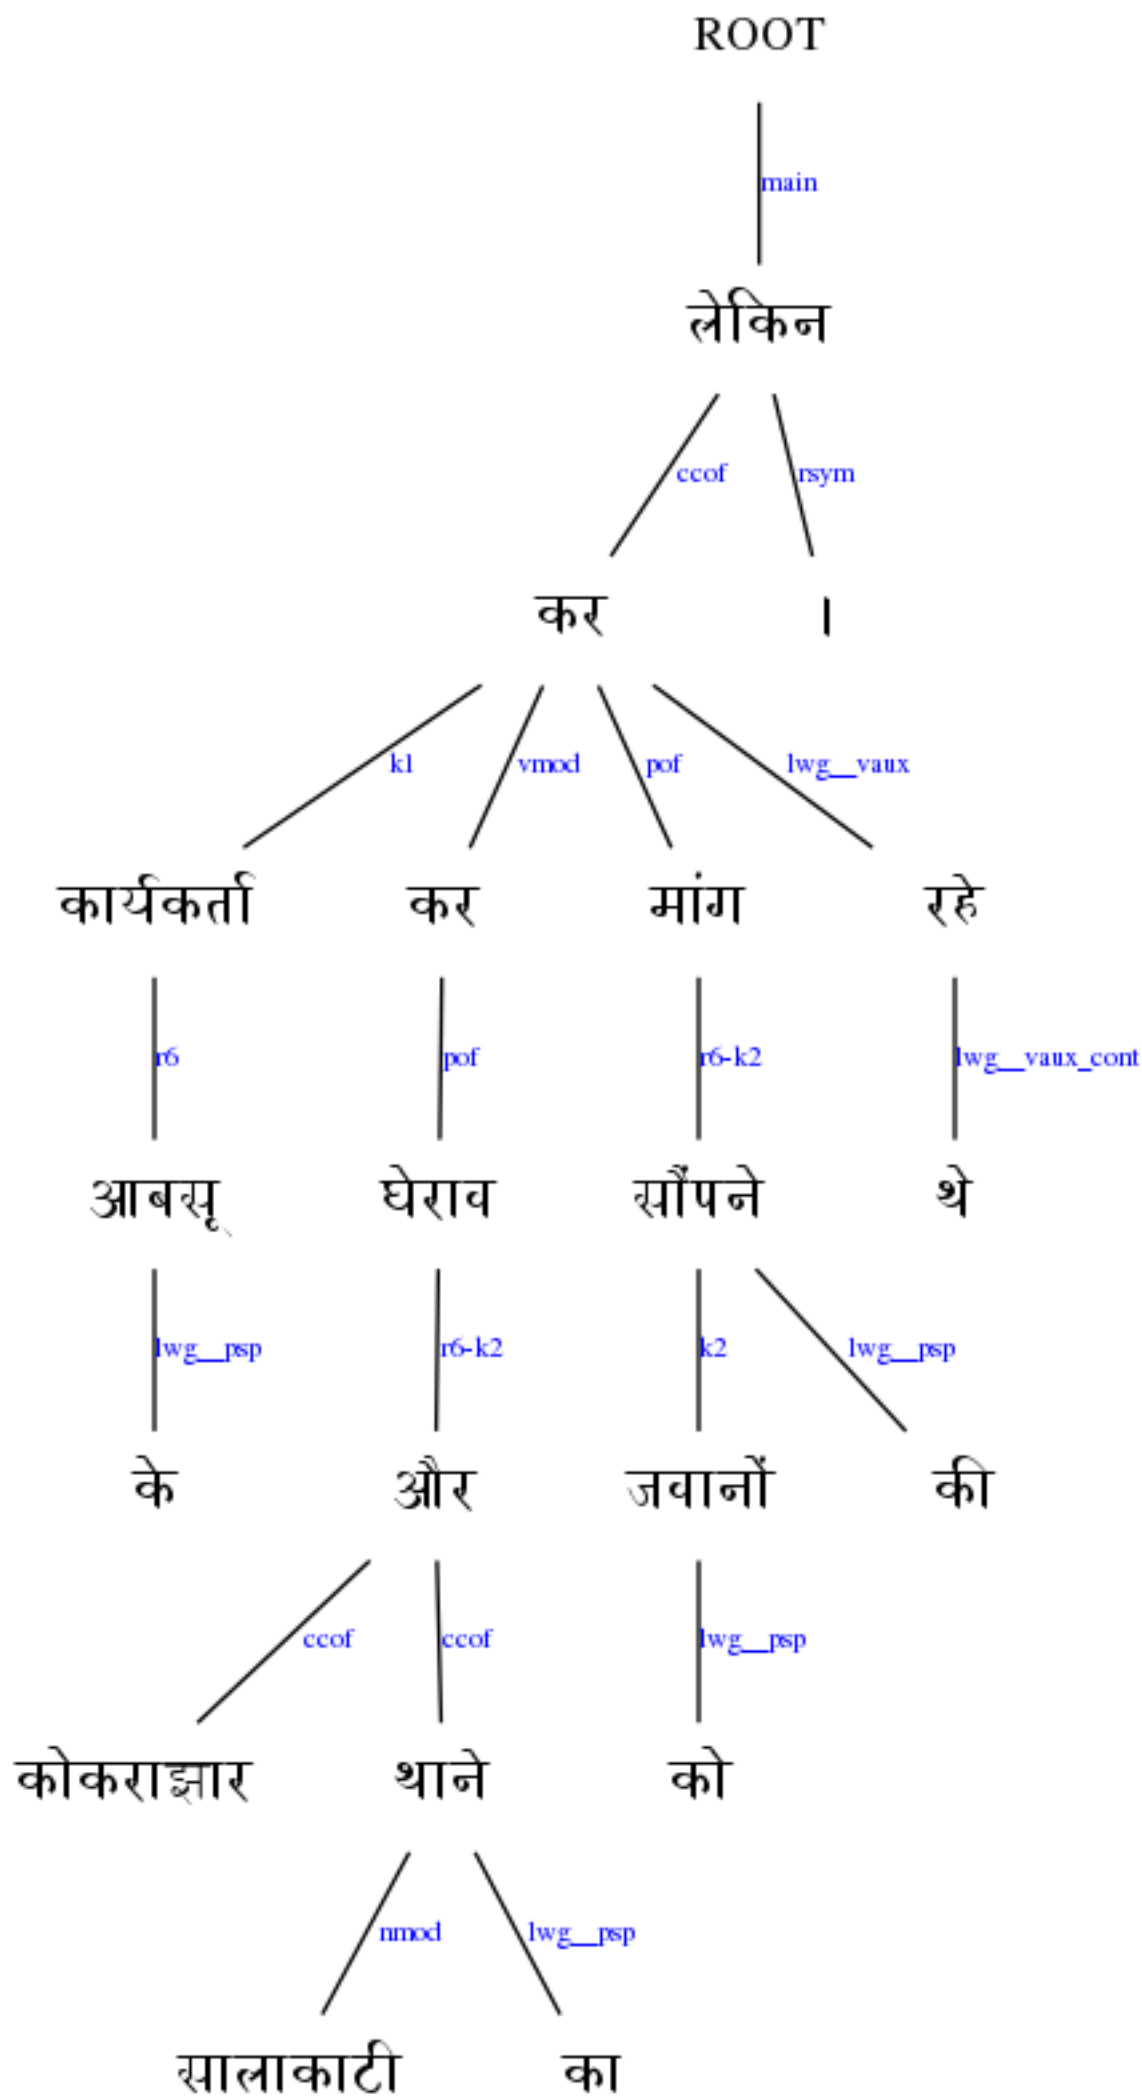 ROOT
main
लेकिन
ccof rsym
कर ।
k1 vmod pof lwg__vaux
कार्यकर्ता कर मांग रहे
r6 pof r6-k2 lwg__vaux_cont
आबसू घेराव सौंपने थे
lwg__psp r6-k2 k2 lwg__psp
के और जवानों की
ccof ccof lwg__psp
कोकराझार थाने को
nmod lwg__psp
सालाकाटी का